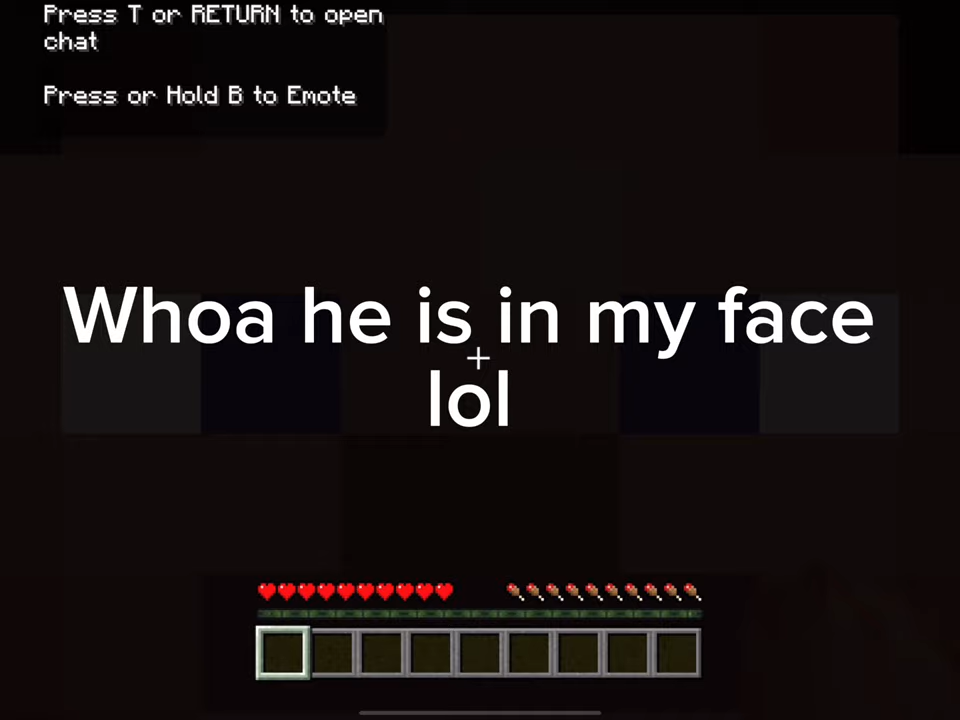 Press T or RETURN to open
chat
Press or Hold B to Emote
Whoa he is in my face
lol